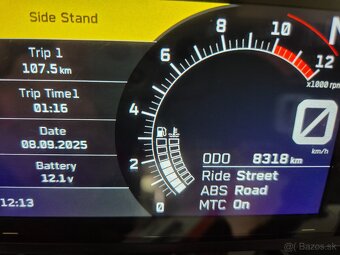 Side Stand
Trip 1
107.5 km
Trip Time1
01:16
Date
08.09.2025
Battery
12.1 v
12:13
0
2
4
6
8
10
12
x1000 rpm
N
0
km/h
ODO 8318 km
Ride Street
ABS Road
MTC On
Bazos.sk